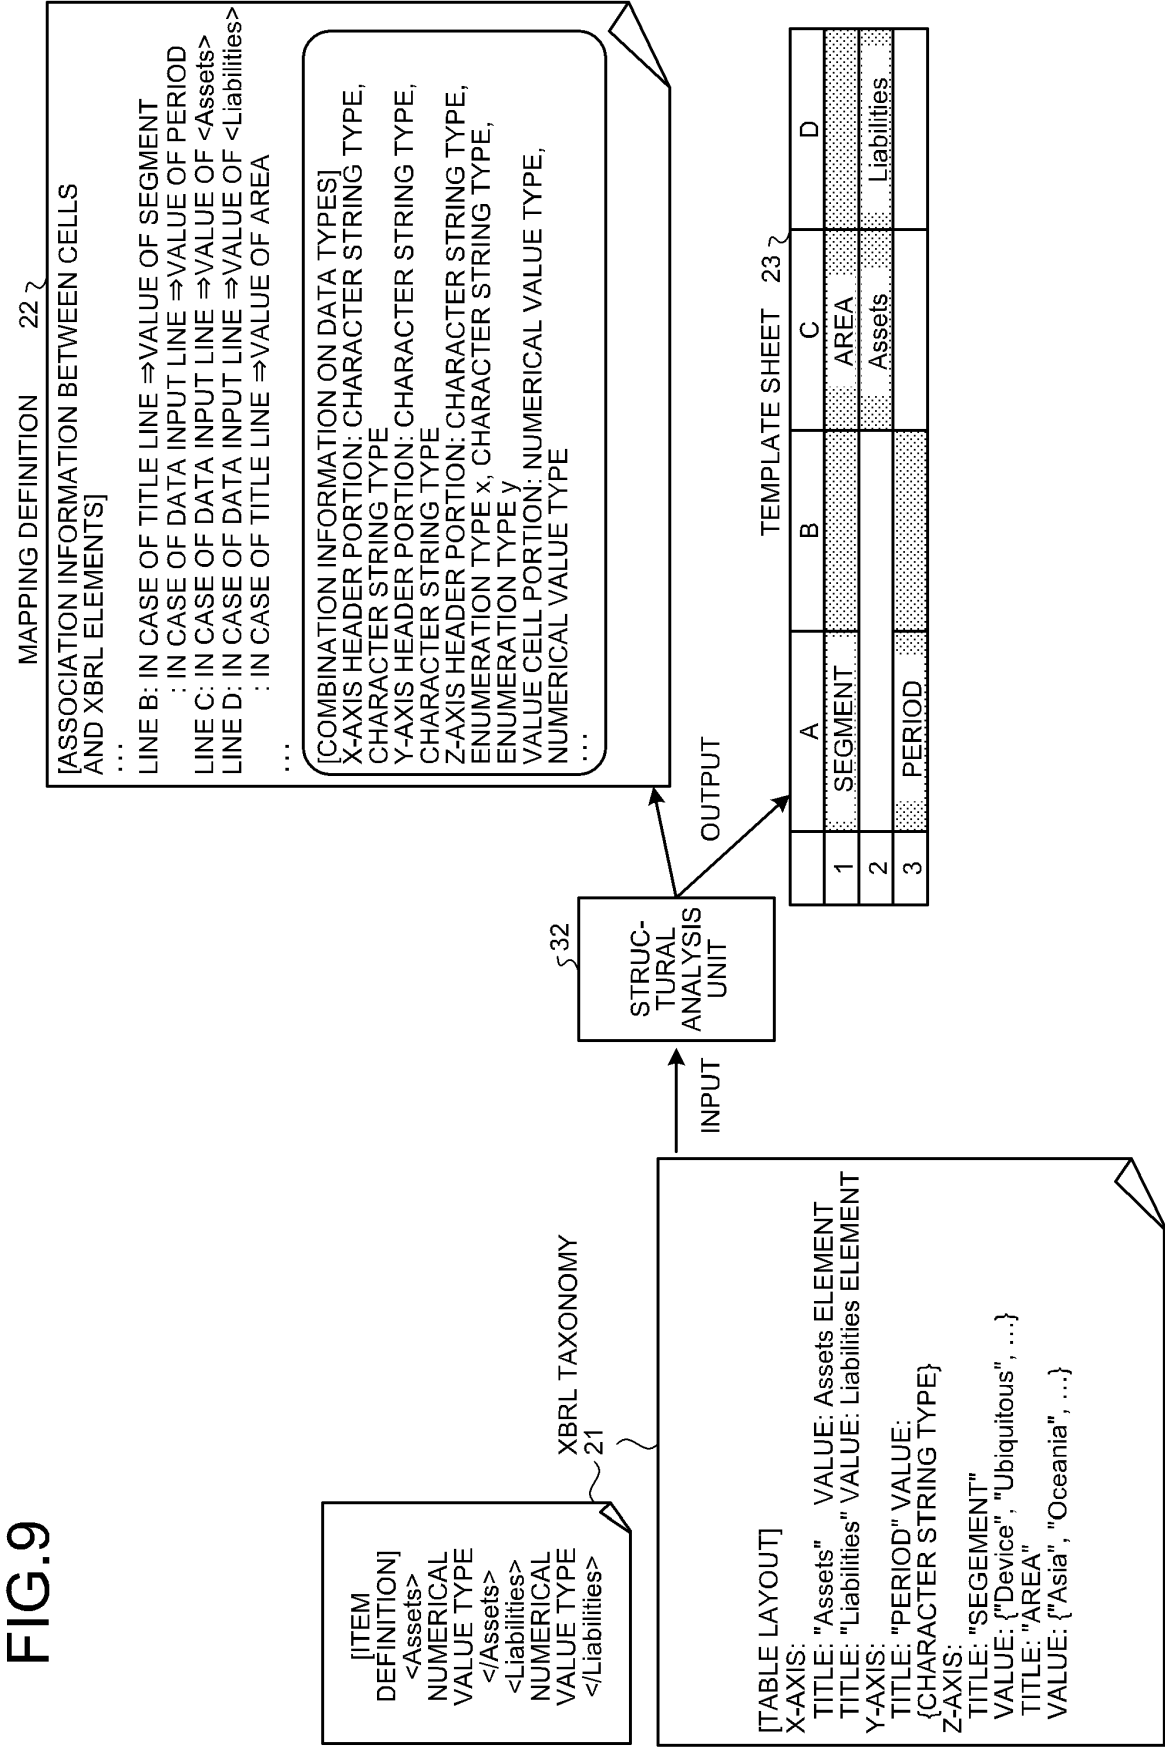 FIG.9
[ITEM
DEFINITION]
<Assets>
NUMERICAL
VALUE TYPE
</Assets>
<Liabilities>
NUMERICAL
VALUE TYPE
</Liabilities>
XBRL TAXONOMY
21
[TABLE LAYOUT]
X-AXIS:
TITLE: "Assets" VALUE: Assets ELEMENT
TITLE: "Liabilities" VALUE: Liabilities ELEMENT
Y-AXIS:
TITLE: "PERIOD" VALUE:
{CHARACTER STRING TYPE}
Z-AXIS:
TITLE: "SEGEMENT"
VALUE: {"Device", "Ubiquitous", ...}
TITLE: "AREA"
VALUE: {"Asia", "Oceania", ...}
INPUT
32
STRUC-
TURAL
ANALYSIS
UNIT
OUTPUT
MAPPING DEFINITION 22
[ASSOCIATION INFORMATION BETWEEN CELLS
AND XBRL ELEMENTS]
...
LINE B: IN CASE OF TITLE LINE ⇒VALUE OF SEGMENT
: IN CASE OF DATA INPUT LINE ⇒VALUE OF PERIOD
LINE C: IN CASE OF DATA INPUT LINE ⇒VALUE OF <Assets>
LINE D: IN CASE OF DATA INPUT LINE ⇒VALUE OF <Liabilities>
: IN CASE OF TITLE LINE ⇒VALUE OF AREA
...
[COMBINATION INFORMATION ON DATA TYPES]
X-AXIS HEADER PORTION: CHARACTER STRING TYPE,
CHARACTER STRING TYPE
Y-AXIS HEADER PORTION: CHARACTER STRING TYPE,
CHARACTER STRING TYPE
Z-AXIS HEADER PORTION: CHARACTER STRING TYPE,
ENUMERATION TYPE x, CHARACTER STRING TYPE,
ENUMERATION TYPE y
VALUE CELL PORTION: NUMERICAL VALUE TYPE,
NUMERICAL VALUE TYPE
...
TEMPLATE SHEET 23
A B C D
1 SEGMENT AREA
2 Assets Liabilities
3 PERIOD